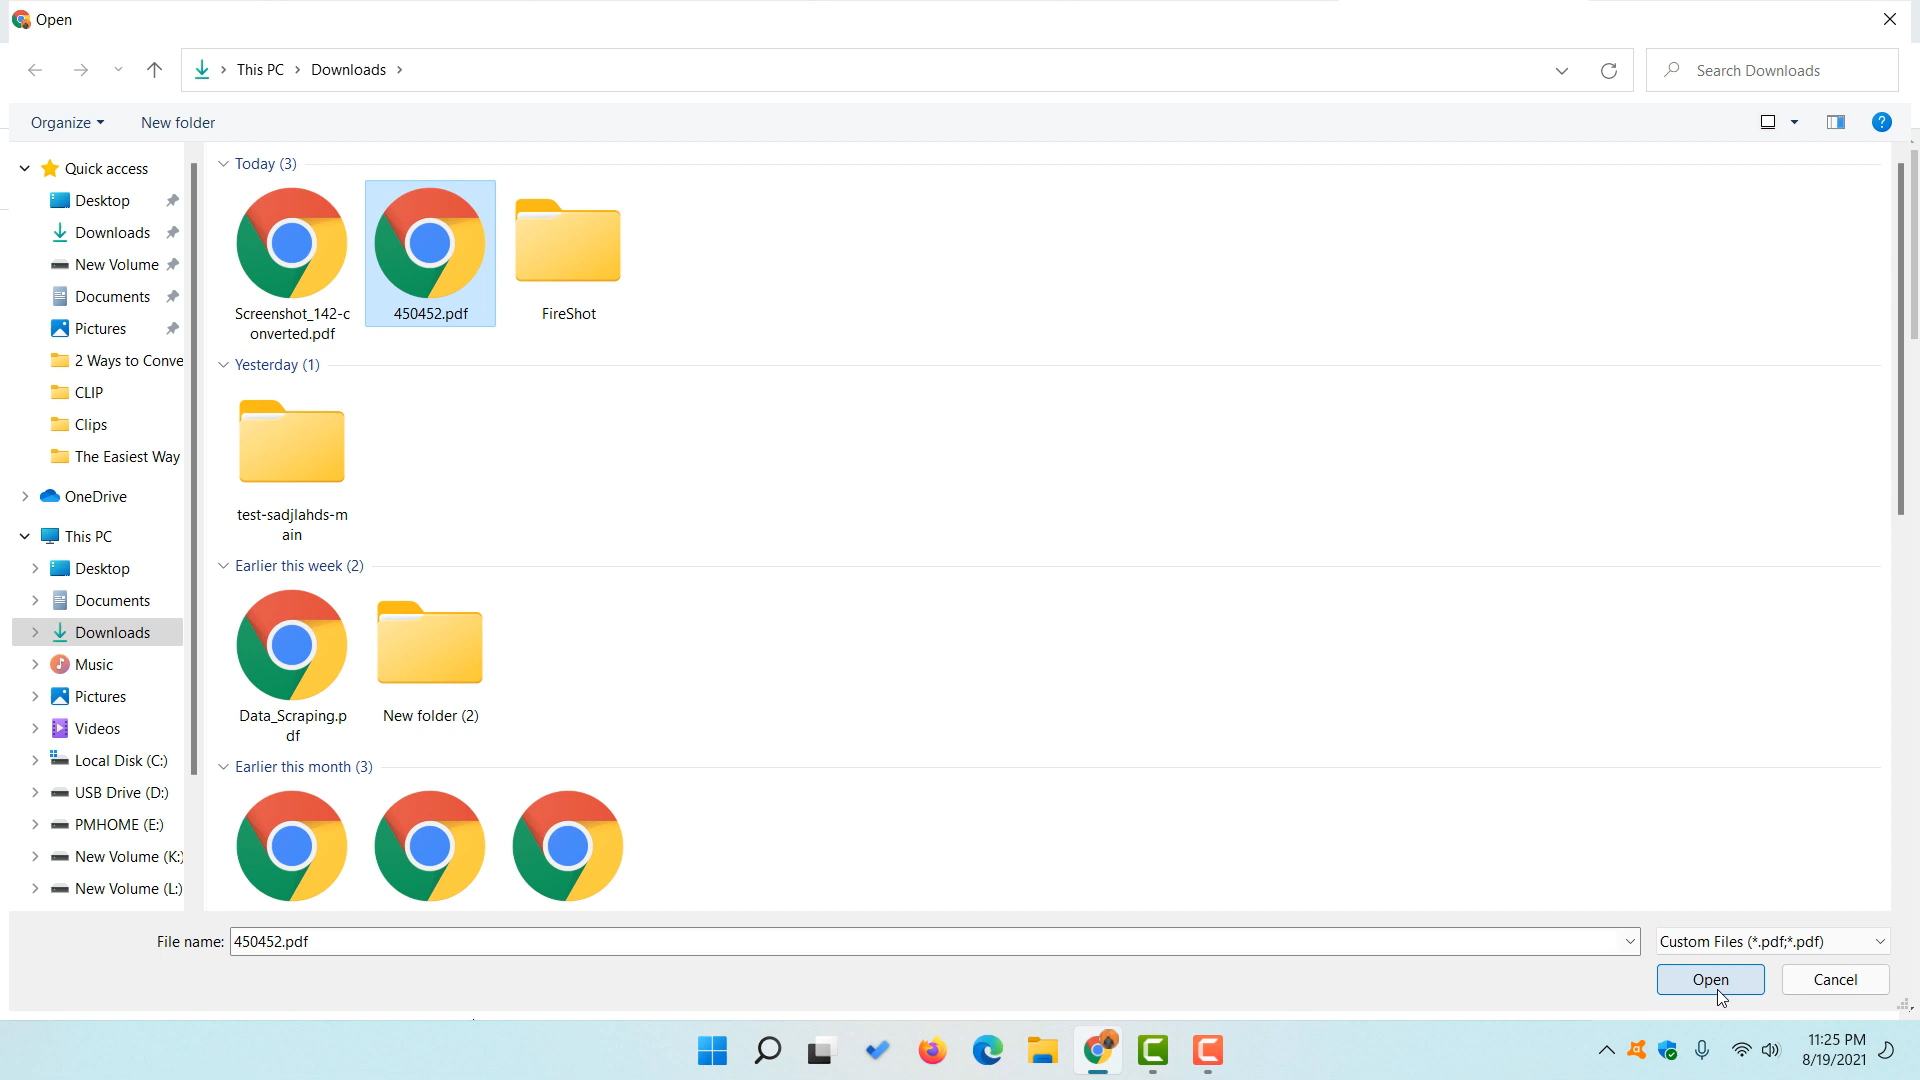 Open
This PC
Downloads
Search Downloads
Organize
New folder
?
Quick access
Desktop
Downloads
New Volume
Documents
Pictures
2 Ways to Conve
CLIP
Clips
The Easiest Way
OneDrive
This PC
Desktop
Documents
Downloads
Music
Pictures
Videos
Local Disk (C:)
USB Drive (D:)
PMHOME (E:)
New Volume (K:)
New Volume (L:)
Today (3)
Screenshot_142-c
onverted.pdf
450452.pdf
FireShot
Yesterday (1)
test-sadjlahds-m
ain
Earlier this week (2)
Data_Scraping.p
df
New folder (2)
Earlier this month (3)
File name: 450452.pdf
Custom Files (*.pdf;*.pdf)
Open
Cancel
11:25 PM
8/19/2021